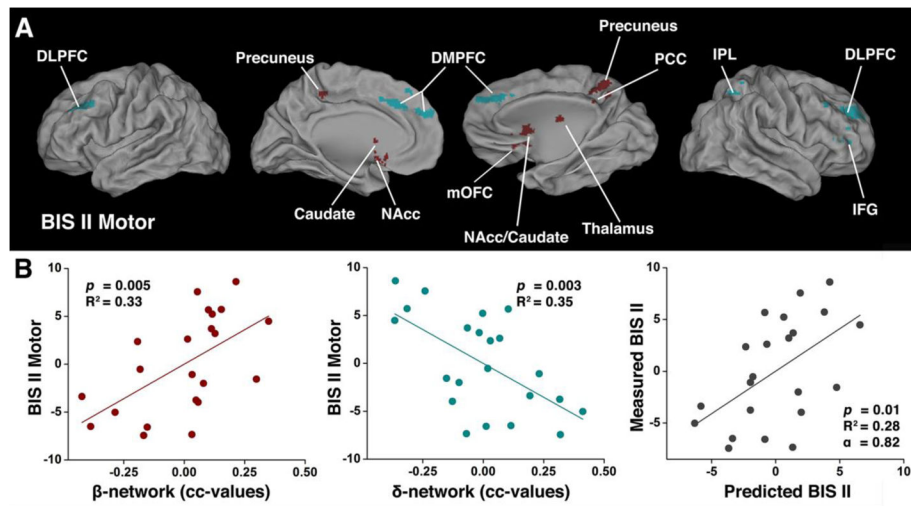 A
DLPFC
Precuneus
DMPFC
Precuneus
PCC
IPL
DLPFC
Caudate
NAcc
mOFC
NAcc/Caudate
Thalamus
IFG
BIS II Motor
B
10
5
0
-5
-10
BIS II Motor
p = 0.005
R² = 0.33
-0.25
0.00
0.25
0.50
β-network (cc-values)
10
5
0
-5
-10
BIS II Motor
p = 0.003
R² = 0.35
-0.25
0.00
0.25
0.50
δ-network (cc-values)
10
5
0
-5
Measured BIS II
p = 0.01
R² = 0.28
α = 0.82
-5
0
5
10
Predicted BIS II